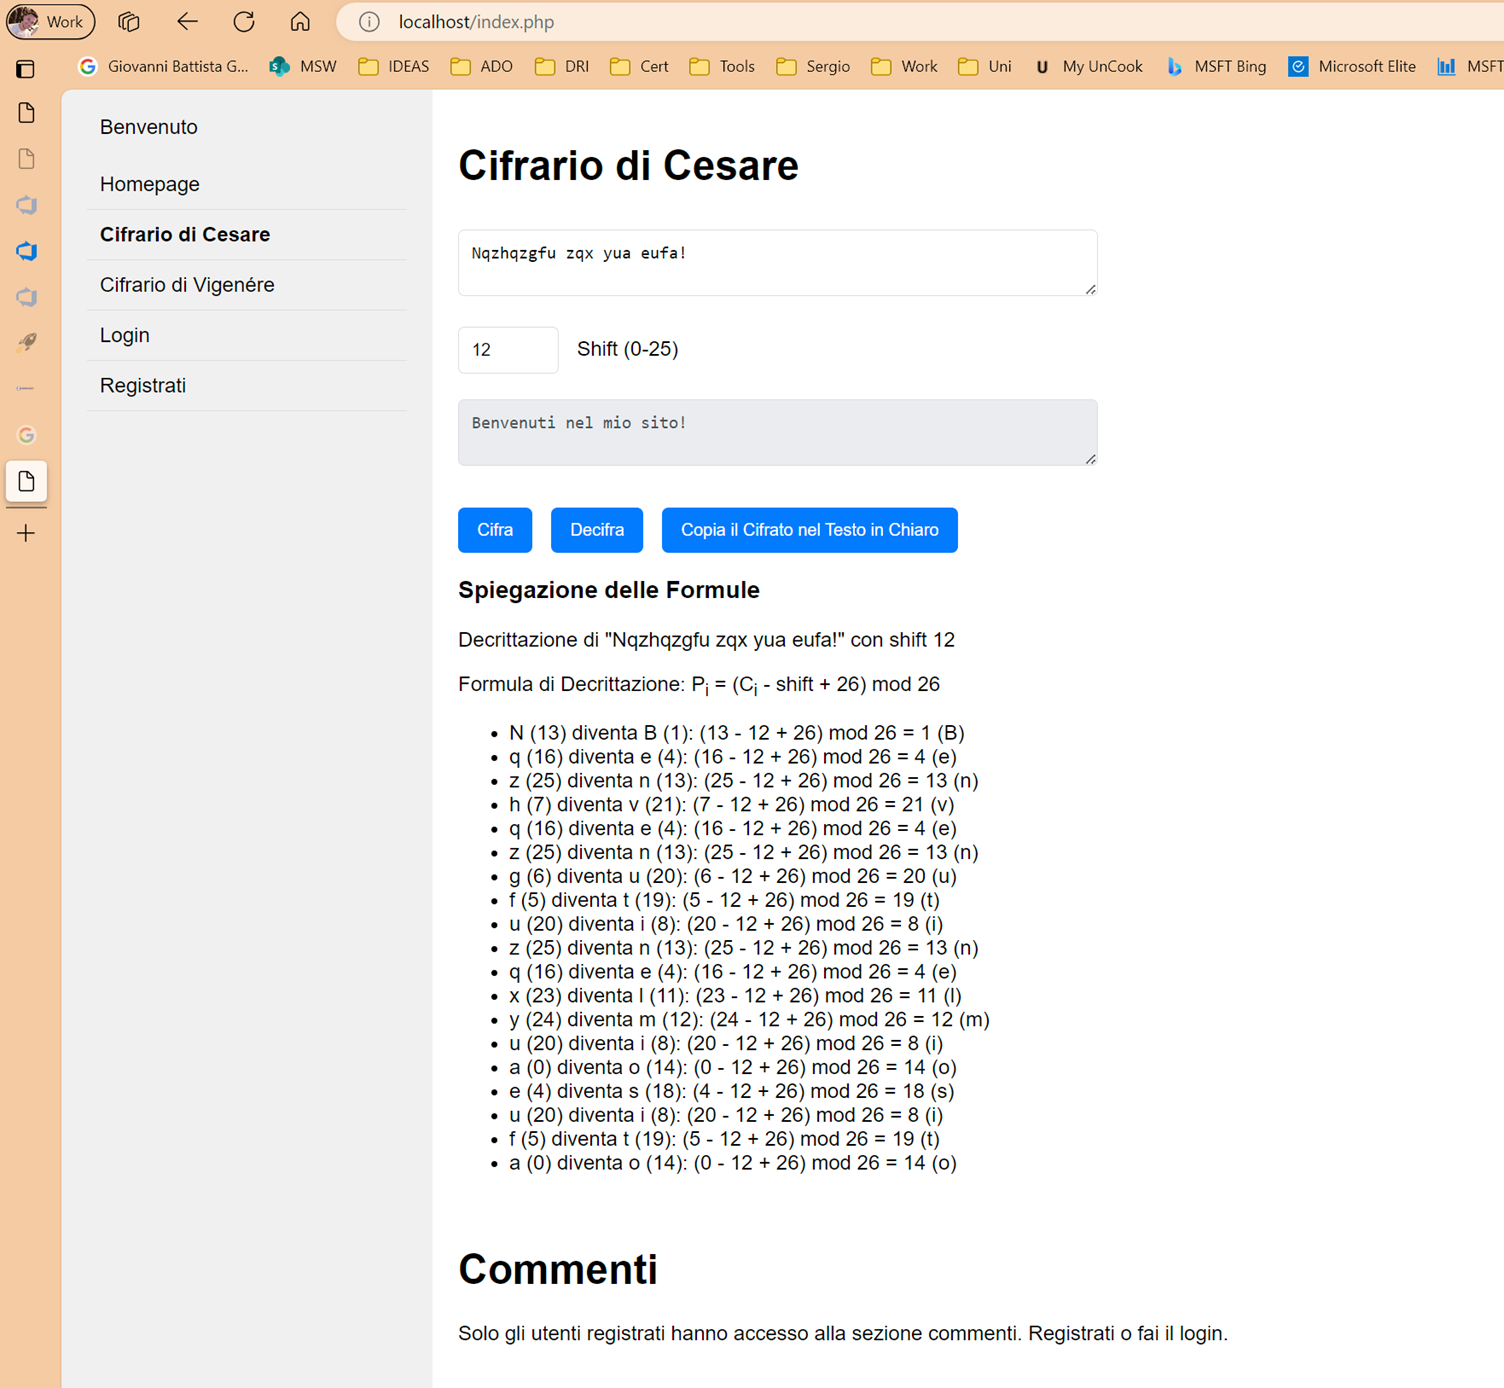 Work
localhost/index.php
Giovanni Battista G...
MSW
IDEAS
ADO
DRI
Cert
Tools
Sergio
Work
Uni
My UnCook
MSFT Bing
Microsoft Elite
MSFT
Benvenuto
Homepage
Cifrario di Cesare
Cifrario di Vigenére
Login
Registrati
Cifrario di Cesare
Nqzhqzgfu zqx yua eufa!
12 Shift (0-25)
Benvenuti nel mio sito!
Cifra
Decifra
Copia il Cifrato nel Testo in Chiaro
Spiegazione delle Formule
Decrittazione di "Nqzhqzgfu zqx yua eufa!" con shift 12
Formula di Decrittazione: Pi = (Ci - shift + 26) mod 26
• N (13) diventa B (1): (13 - 12 + 26) mod 26 = 1 (B)
• q (16) diventa e (4): (16 - 12 + 26) mod 26 = 4 (e)
• z (25) diventa n (13): (25 - 12 + 26) mod 26 = 13 (n)
• h (7) diventa v (21): (7 - 12 + 26) mod 26 = 21 (v)
• q (16) diventa e (4): (16 - 12 + 26) mod 26 = 4 (e)
• z (25) diventa n (13): (25 - 12 + 26) mod 26 = 13 (n)
• g (6) diventa u (20): (6 - 12 + 26) mod 26 = 20 (u)
• f (5) diventa t (19): (5 - 12 + 26) mod 26 = 19 (t)
• u (20) diventa i (8): (20 - 12 + 26) mod 26 = 8 (i)
• z (25) diventa n (13): (25 - 12 + 26) mod 26 = 13 (n)
• q (16) diventa e (4): (16 - 12 + 26) mod 26 = 4 (e)
• x (23) diventa l (11): (23 - 12 + 26) mod 26 = 11 (l)
• y (24) diventa m (12): (24 - 12 + 26) mod 26 = 12 (m)
• u (20) diventa i (8): (20 - 12 + 26) mod 26 = 8 (i)
• a (0) diventa o (14): (0 - 12 + 26) mod 26 = 14 (o)
• e (4) diventa s (18): (4 - 12 + 26) mod 26 = 18 (s)
• u (20) diventa i (8): (20 - 12 + 26) mod 26 = 8 (i)
• f (5) diventa t (19): (5 - 12 + 26) mod 26 = 19 (t)
• a (0) diventa o (14): (0 - 12 + 26) mod 26 = 14 (o)
Commenti
Solo gli utenti registrati hanno accesso alla sezione commenti. Registrati o fai il login.